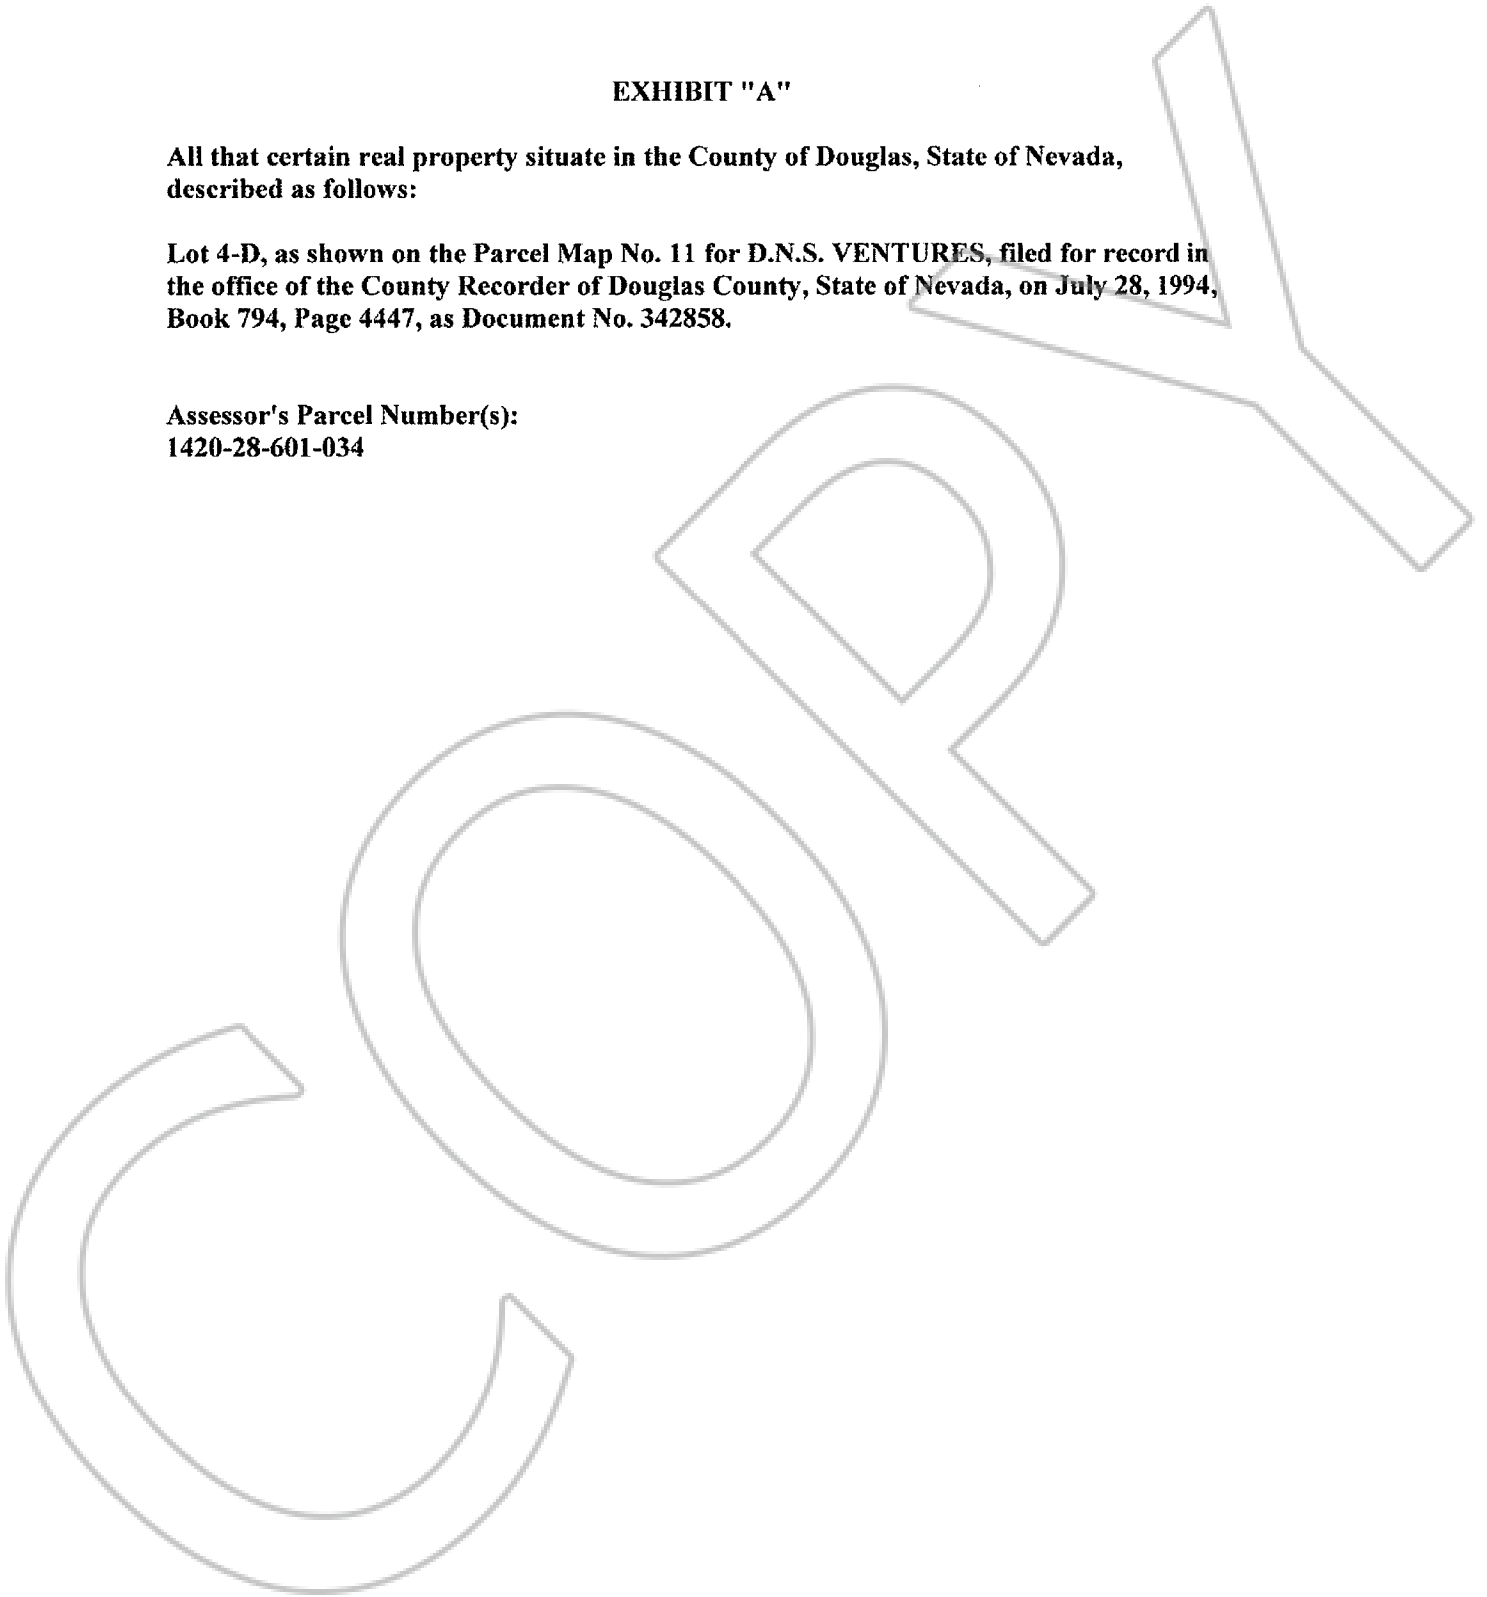 EXHIBIT "A"
All that certain real property situate in the County of Douglas, State of Nevada,
described as follows:
Lot 4-D, as shown on the Parcel Map No. 11 for D.N.S. VENTURES, filed for record in
the office of the County Recorder of Douglas County, State of Nevada, on July 28, 1994,
Book 794, Page 4447, as Document No. 342858.
Assessor's Parcel Number(s):
1420-28-601-034
COPY